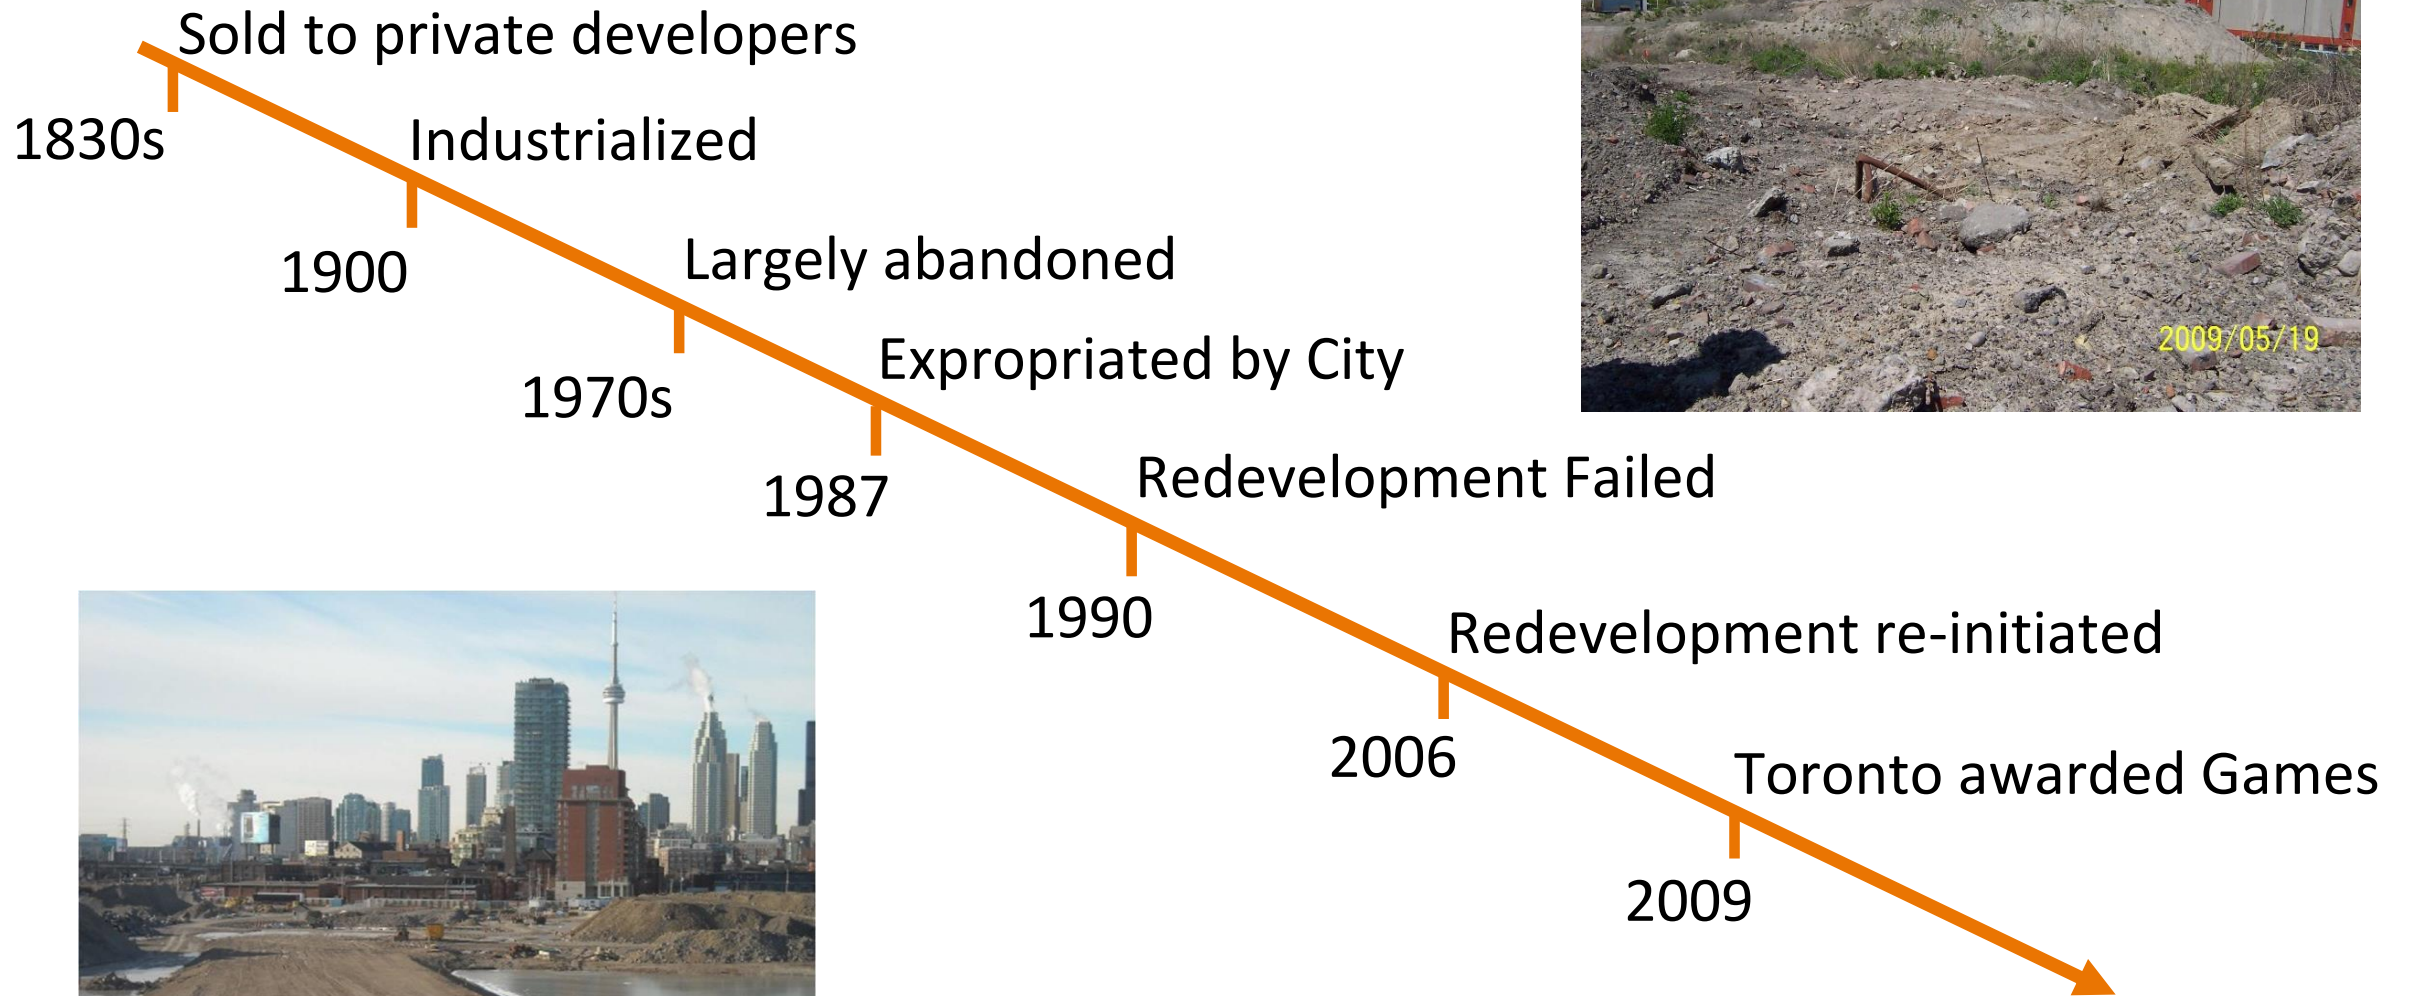 Sold to private developers
1830s
Industrialized
1900
Largely abandoned
1970s
Expropriated by City
1987
Redevelopment Failed
1990
Redevelopment re-initiated
2006
Toronto awarded Games
2009
2009/05/19